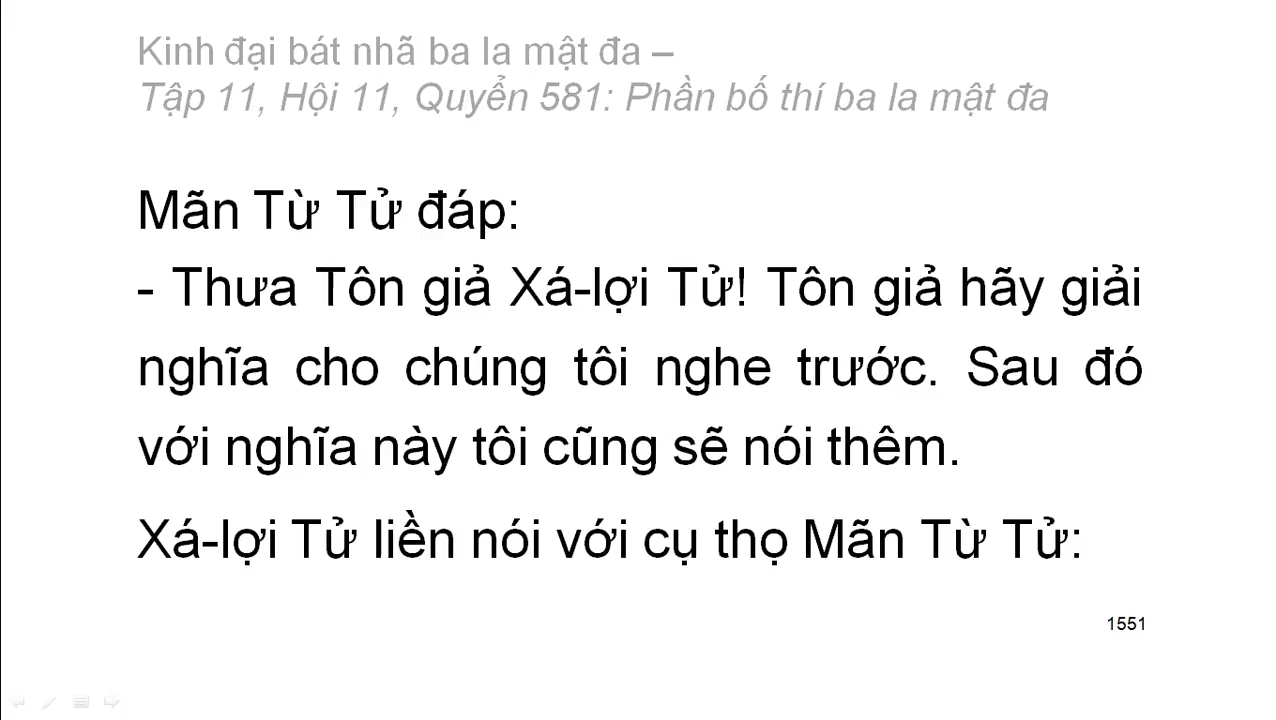 Kinh đại bát nhã ba la mật đa –
Tập 11, Hội 11, Quyển 581: Phần bố thí ba la mật đa
Mãn Từ Tử đáp:
- Thưa Tôn giả Xá-lợi Tử! Tôn giả hãy giải
nghĩa cho chúng tôi nghe trước. Sau đó
với nghĩa này tôi cũng sẽ nói thêm.
Xá-lợi Tử liền nói với cụ thọ Mãn Từ Tử:
1551